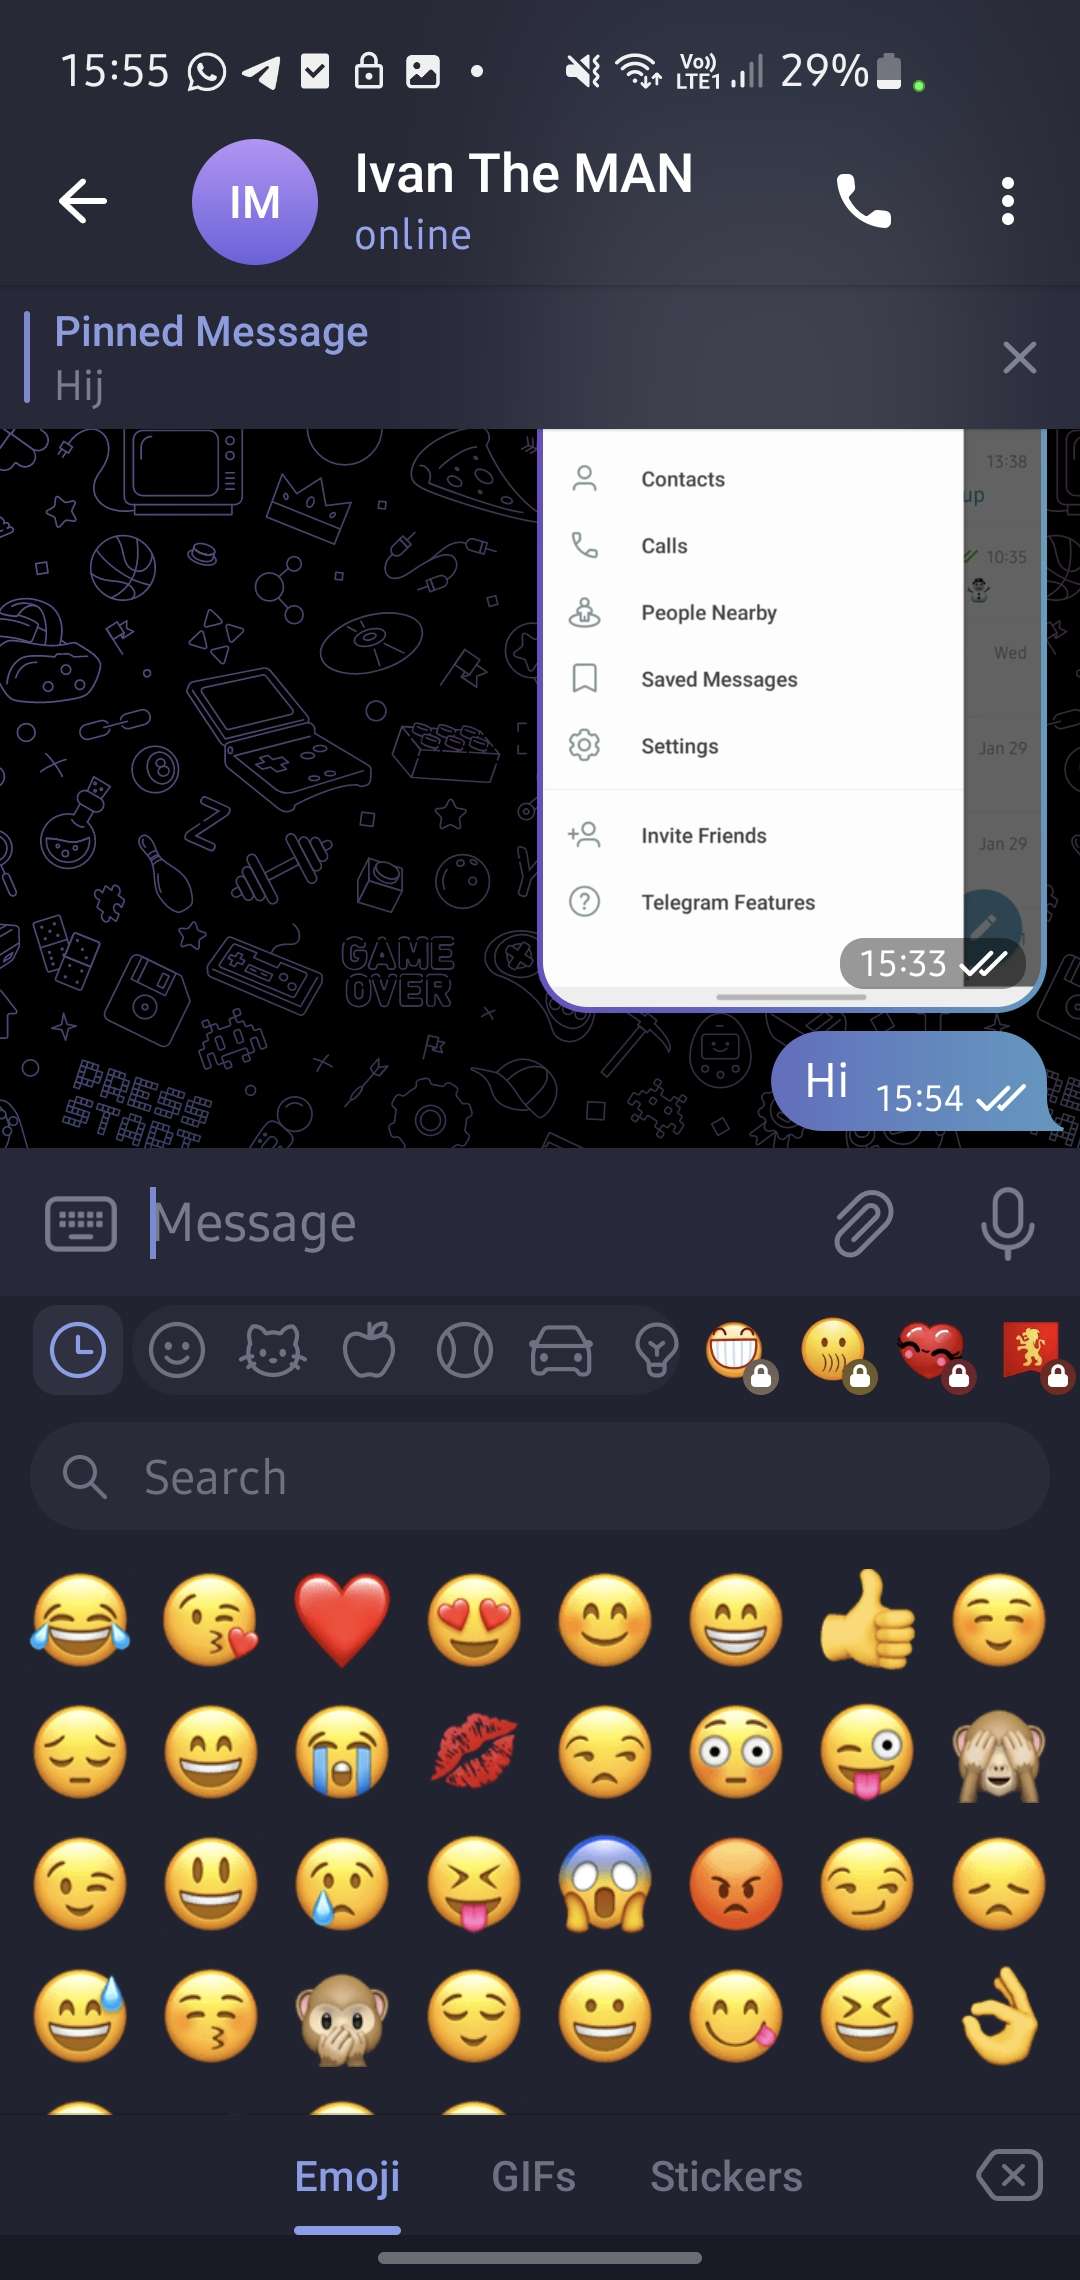 15:55
Vo))
LTE1
29%
IM
Ivan The MAN
online
Pinned Message
Hij
Contacts
13:38
up
Calls
10:35
People Nearby
Wed
Saved Messages
Settings
Jan 29
Invite Friends
Jan 29
Telegram Features
15:33
GAME
OVER
PRESS
START
Hi
15:54
Message
Search
Emoji
GIFs
Stickers